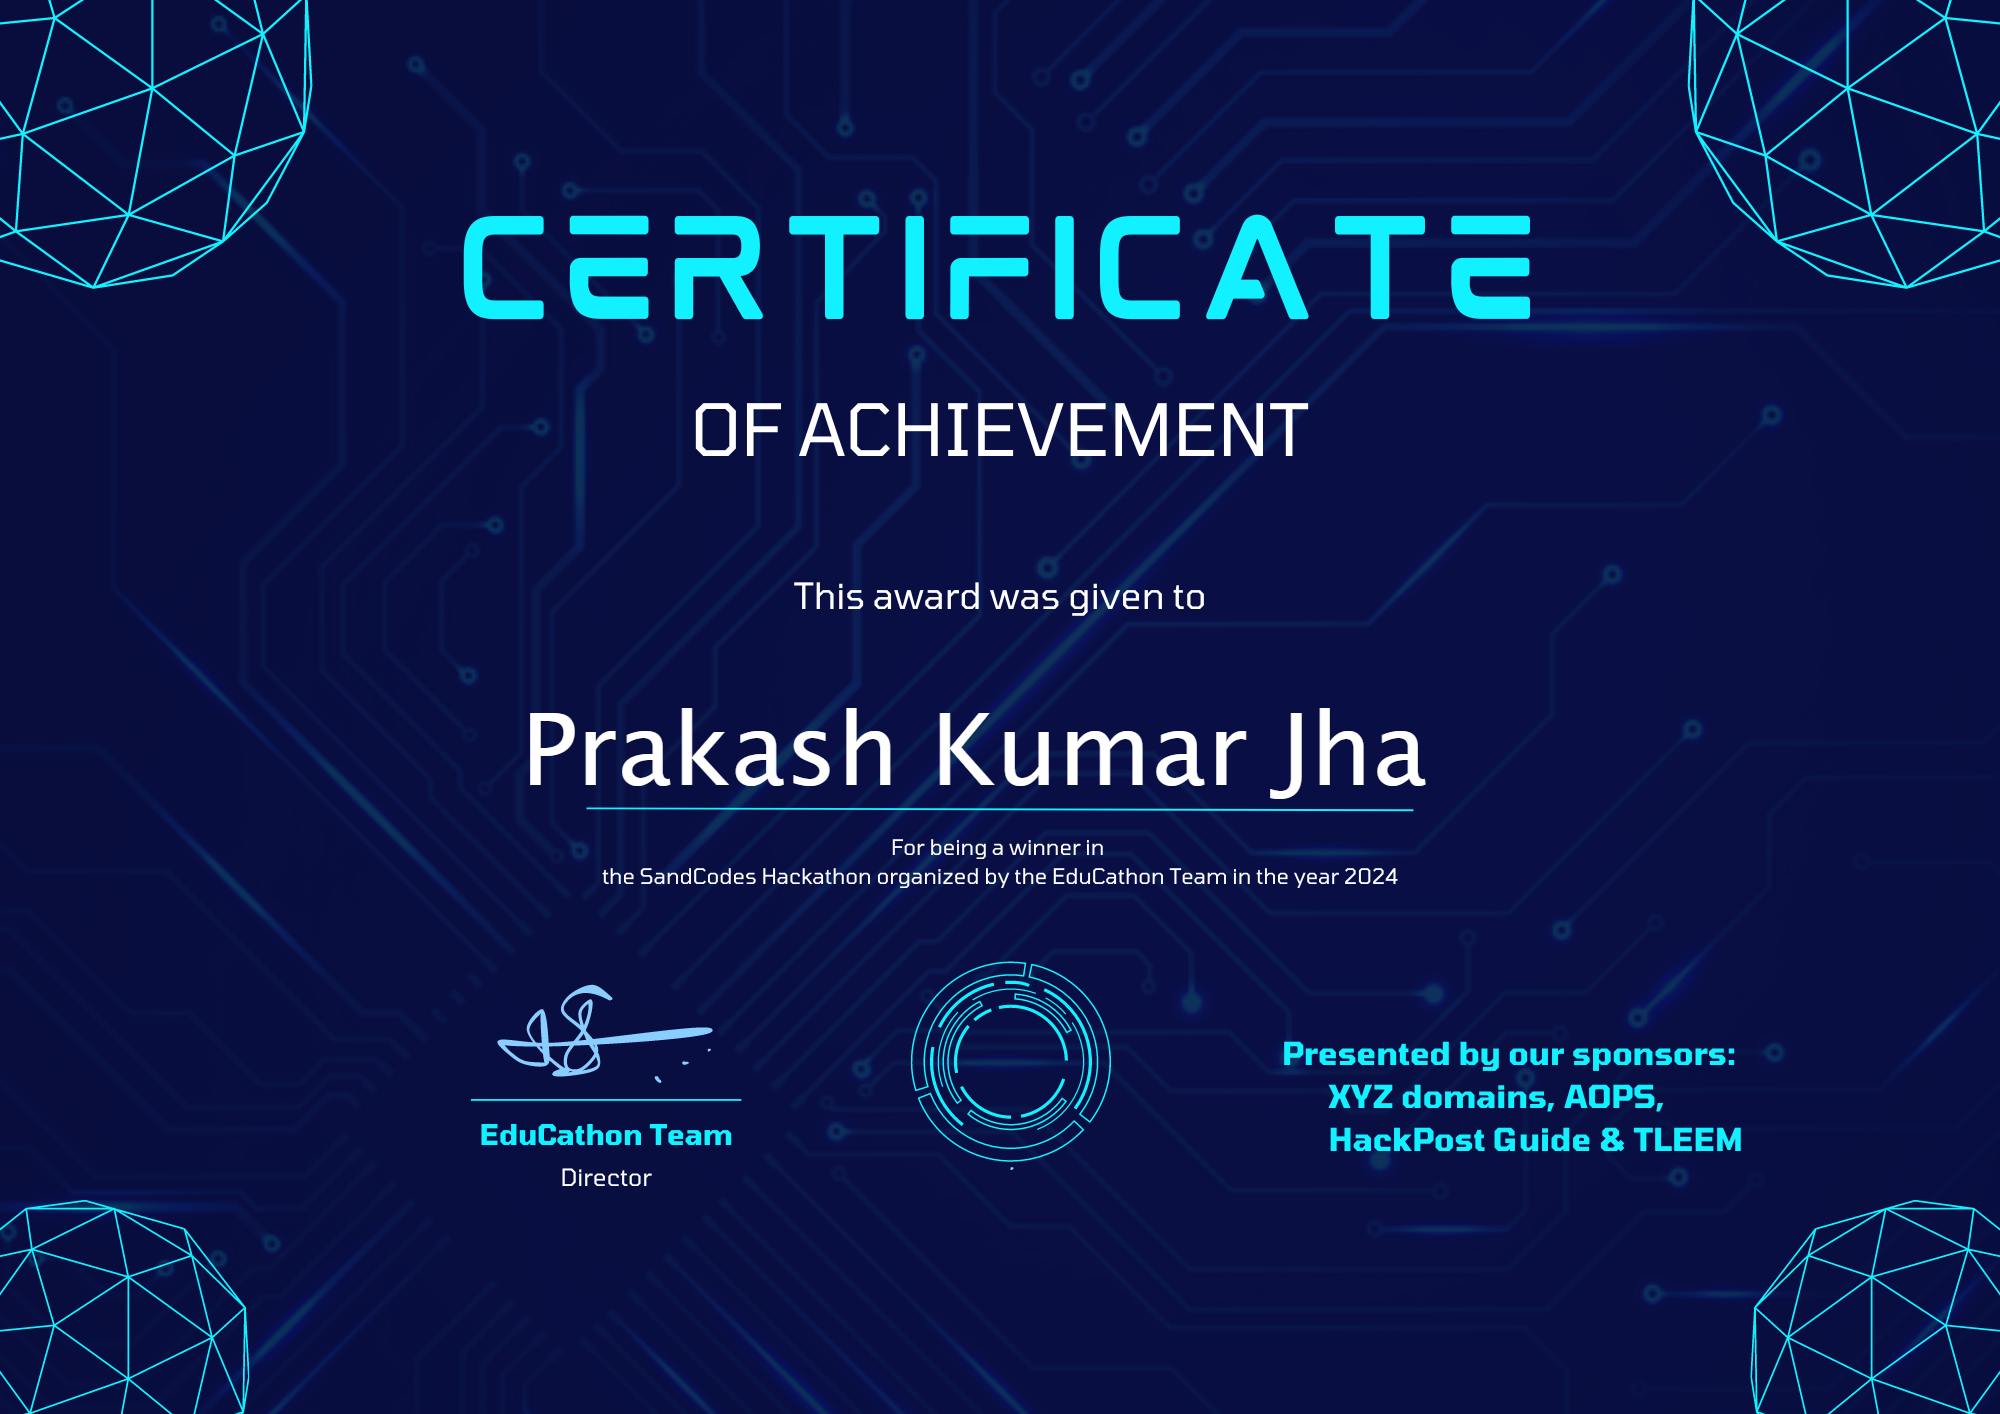 CERTIFICATE
OF ACHIEVEMENT
This award was given to
Prakash Kumar Jha
For being a winner in
the SandCodes Hackathon organized by the EduCathon Team in the year 2024
EduCathon Team
Director
Presented by our sponsors:
XYZ domains, AOPS,
HackPost Guide & TLEEM